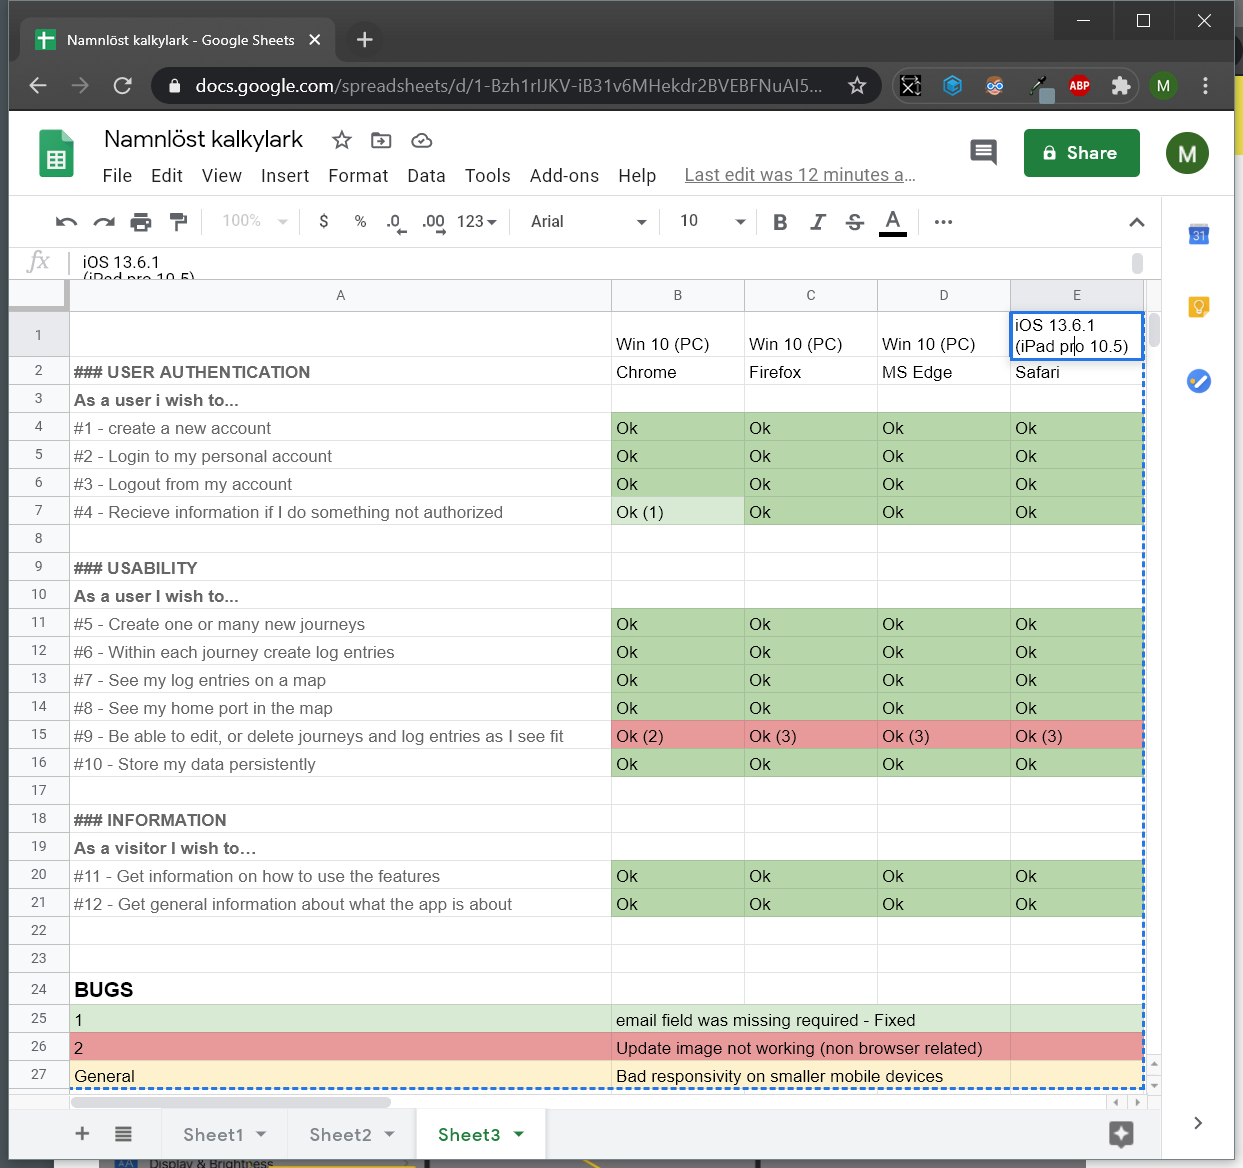 Namnlöst kalkylark - Google Sheets
docs.google.com/spreadsheets/d/1-Bzh1rIJKV-iB31v6MHekdr2BVEBFNuAI5...
ABP
M
Namnlöst kalkylark
Share
M
File Edit View Insert Format Data Tools Add-ons Help Last edit was 12 minutes a...
100% $ % .0 .00 123 Arial 10 B I S A
31
fx iOS 13.6.1
(iPad pro 10.5)
A B C D E
1 Win 10 (PC) Win 10 (PC) Win 10 (PC) iOS 13.6.1
(iPad pro 10.5)
2 ### USER AUTHENTICATION Chrome Firefox MS Edge Safari
3 As a user i wish to...
4 #1 - create a new account Ok Ok Ok Ok
5 #2 - Login to my personal account Ok Ok Ok Ok
6 #3 - Logout from my account Ok Ok Ok Ok
7 #4 - Recieve information if I do something not authorized Ok (1) Ok Ok Ok
8
9 ### USABILITY
10 As a user I wish to...
11 #5 - Create one or many new journeys Ok Ok Ok Ok
12 #6 - Within each journey create log entries Ok Ok Ok Ok
13 #7 - See my log entries on a map Ok Ok Ok Ok
14 #8 - See my home port in the map Ok Ok Ok Ok
15 #9 - Be able to edit, or delete journeys and log entries as I see fit Ok (2) Ok (3) Ok (3) Ok (3)
16 #10 - Store my data persistently Ok Ok Ok Ok
17
18 ### INFORMATION
19 As a visitor I wish to...
20 #11 - Get information on how to use the features Ok Ok Ok Ok
21 #12 - Get general information about what the app is about Ok Ok Ok Ok
22
23
24 BUGS
25 1 email field was missing required - Fixed
26 2 Update image not working (non browser related)
27 General Bad responsivity on smaller mobile devices
Sheet1 Sheet2 Sheet3
AA Display & Brightness